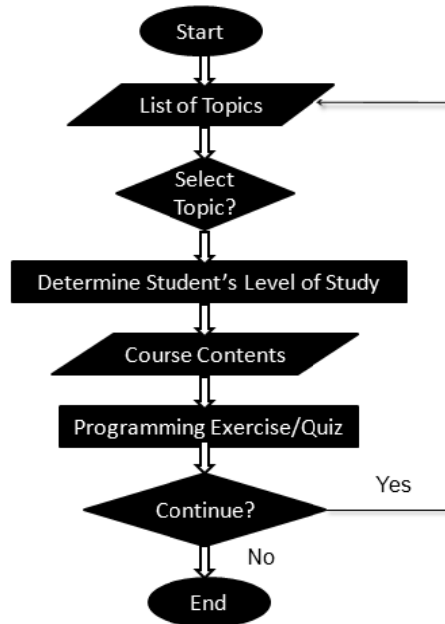 Start
List of Topics
Select
Topic?
Determine Student's Level of Study
Course Contents
Programming Exercise/Quiz
Continue?
Yes
No
End